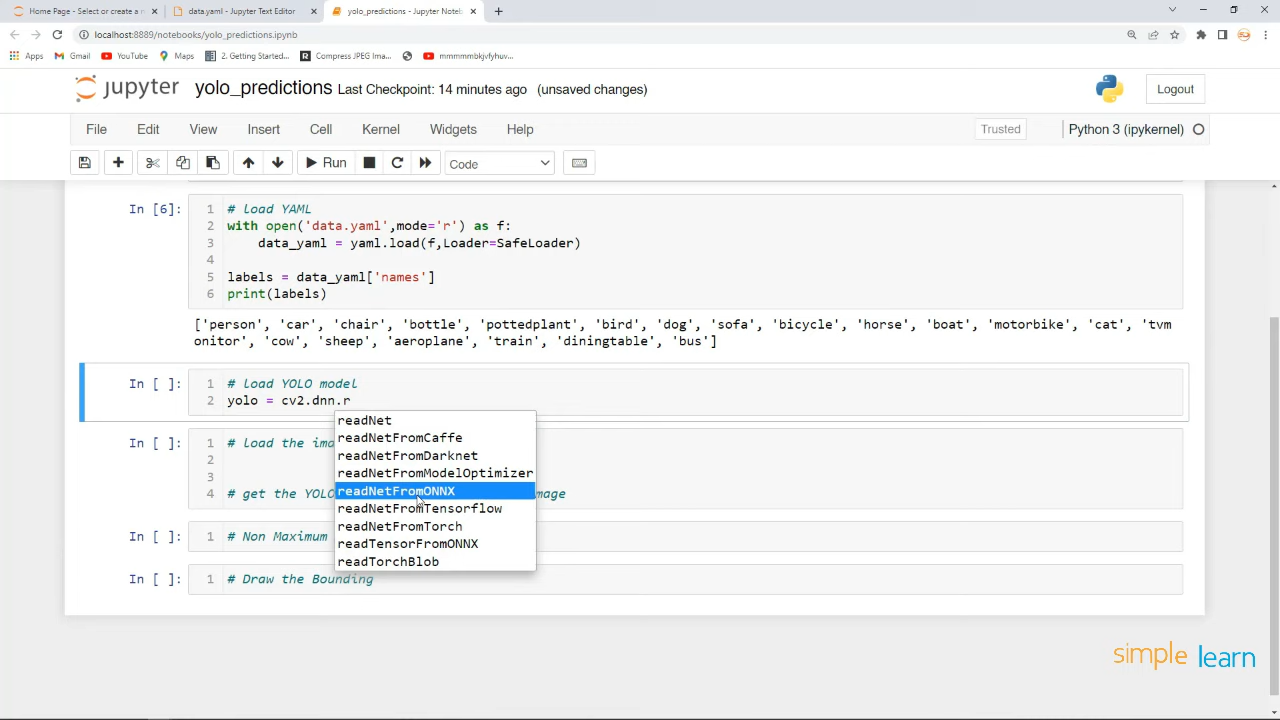 Home Page - Select or create a n
data.yaml - Jupyter Text Editor
yolo_predictions - Jupyter Noteb
localhost:8889/notebooks/yolo_predictions.ipynb
Apps
Gmail
YouTube
Maps
2. Getting Started...
Compress JPEG Ima...
mmmmmbkjvfyhuv...
jupyter
yolo_predictions Last Checkpoint: 14 minutes ago (unsaved changes)
Logout
File Edit View Insert Cell Kernel Widgets Help
Trusted
Python 3 (ipykernel)
Run
Code
In [6]:
1 # load YAML
2 with open('data.yaml',mode='r') as f:
3     data_yaml = yaml.load(f,Loader=SafeLoader)
4
5 labels = data_yaml['names']
6 print(labels)
['person', 'car', 'chair', 'bottle', 'pottedplant', 'bird', 'dog', 'sofa', 'bicycle', 'horse', 'boat', 'motorbike', 'cat', 'tvm
onitor', 'cow', 'sheep', 'aeroplane', 'train', 'diningtable', 'bus']
In [ ]:
1 # load YOLO model
2 yolo = cv2.dnn.r
readNet
readNetFromCaffe
readNetFromDarknet
readNetFromModelOptimizer
readNetFromONNX
readNetFromTensorflow
readNetFromTorch
readTensorFromONNX
readTorchBlob
In [ ]:
1 # load the ima
2
3
4 # get the YOLO mage
In [ ]:
1 # Non Maximum
In [ ]:
1 # Draw the Bounding
simplelearn